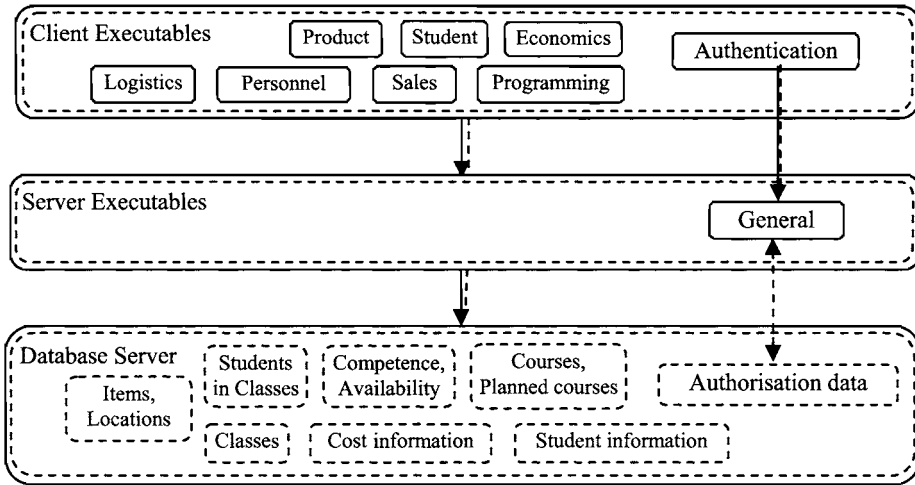 Client Executables
Product
Student
Economics
Authentication
Logistics
Personnel
Sales
Programming
Server Executables
General
Database Server
Students
in Classes
Competence,
Availability
Courses,
Planned courses
Items,
Locations
Authorisation data
Classes
Cost information
Student information